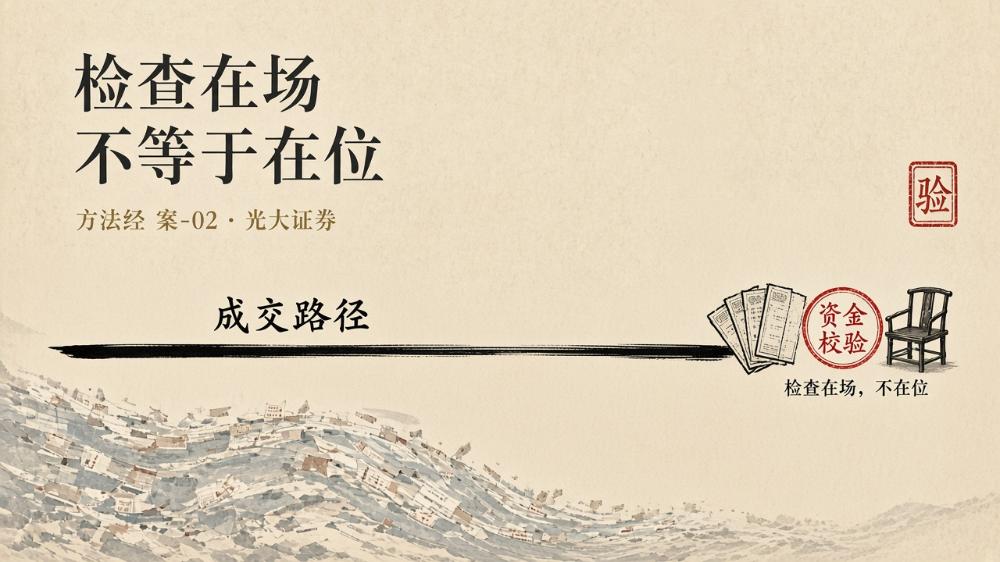 检查在场
不等于在位
方法经 案-02 · 光大证券
验
成交路径
资金
校验
检查在场，不在位